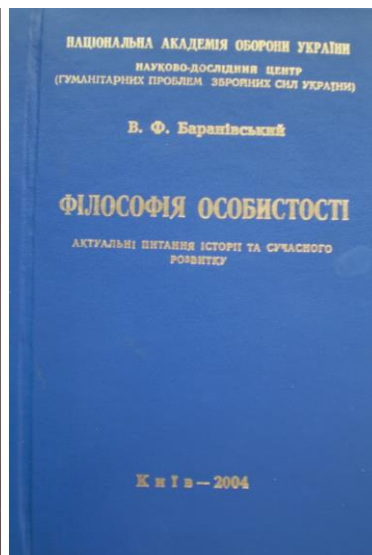 НАЦІОНАЛЬНА АКАДЕМІЯ ОБОРОНИ УКРАЇНИ
НАУКОВО-ДОСЛІДНИЙ ЦЕНТР
(ГУМАНІТАРНИХ ПРОБЛЕМ ЗБРОЙНИХ СИЛ УКРАЇНИ)
В. Ф. Баранівський
ФІЛОСОФІЯ ОСОБИСТОСТІ
АКТУАЛЬНІ ПИТАННЯ ІСТОРІЇ ТА СУЧАСНОГО
РОЗВИТКУ
Київ — 2004